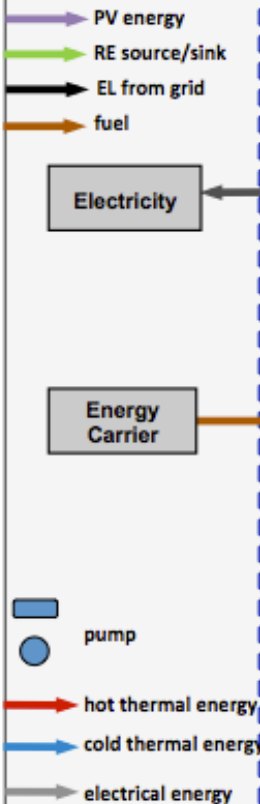 PV energy
RE source/sink
EL from grid
fuel
Electricity
Energy
Carrier
pump
hot thermal energy
cold thermal energy
electrical energy